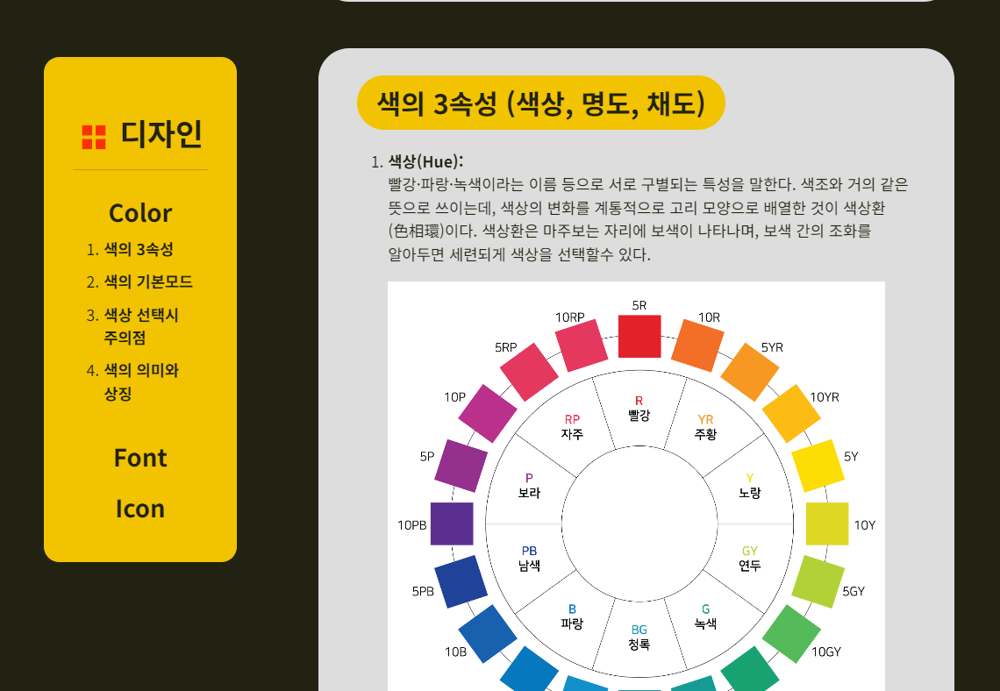 디자인
Color
1. 색의 3속성
2. 색의 기본모드
3. 색상 선택시
주의점
4. 색의 의미와
상징
Font
Icon
색의 3속성 (색상, 명도, 채도)
1. 색상(Hue):
빨강·파랑·녹색이라는 이름 등으로 서로 구별되는 특성을 말한다. 색조와 거의 같은
뜻으로 쓰이는데, 색상의 변화를 계통적으로 고리 모양으로 배열한 것이 색상환
(色相環)이다. 색상환은 마주보는 자리에 보색이 나타나며, 보색 간의 조화를
알아두면 세련되게 색상을 선택할수 있다.
5R
10RP
10R
5RP
5YR
10P
10YR
5P
5Y
10PB
10Y
5PB
5GY
10B
10GY
R
빨강
RP
자주
YR
주황
P
보라
Y
노랑
PB
남색
GY
연두
B
파랑
G
녹색
BG
청록